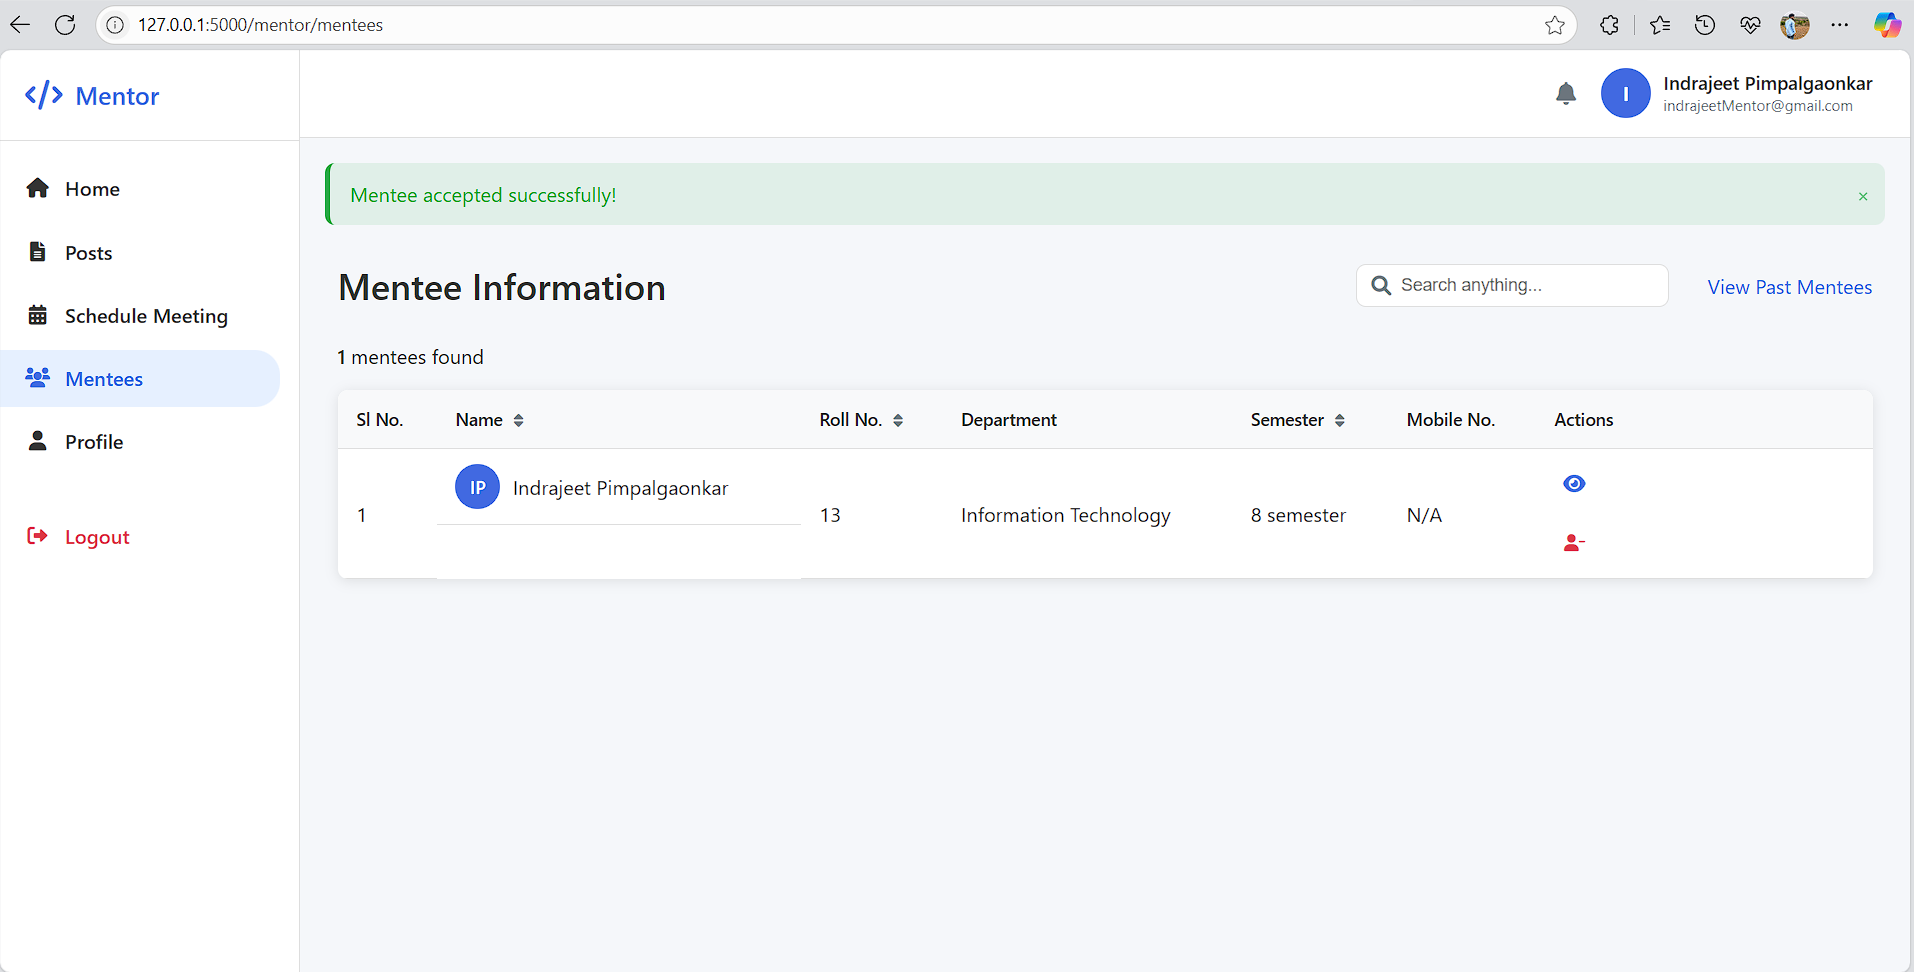 127.0.0.1:5000/mentor/mentees
</> Mentor
Indrajeet Pimpalgaonkar
I
indrajeetMentor@gmail.com
Home
Posts
Schedule Meeting
Mentees
Profile
Logout
Mentee accepted successfully!
×
Mentee Information
Search anything...
View Past Mentees
1 mentees found
Sl No. Name Roll No. Department Semester Mobile No. Actions
1 IP Indrajeet Pimpalgaonkar 13 Information Technology 8 semester N/A